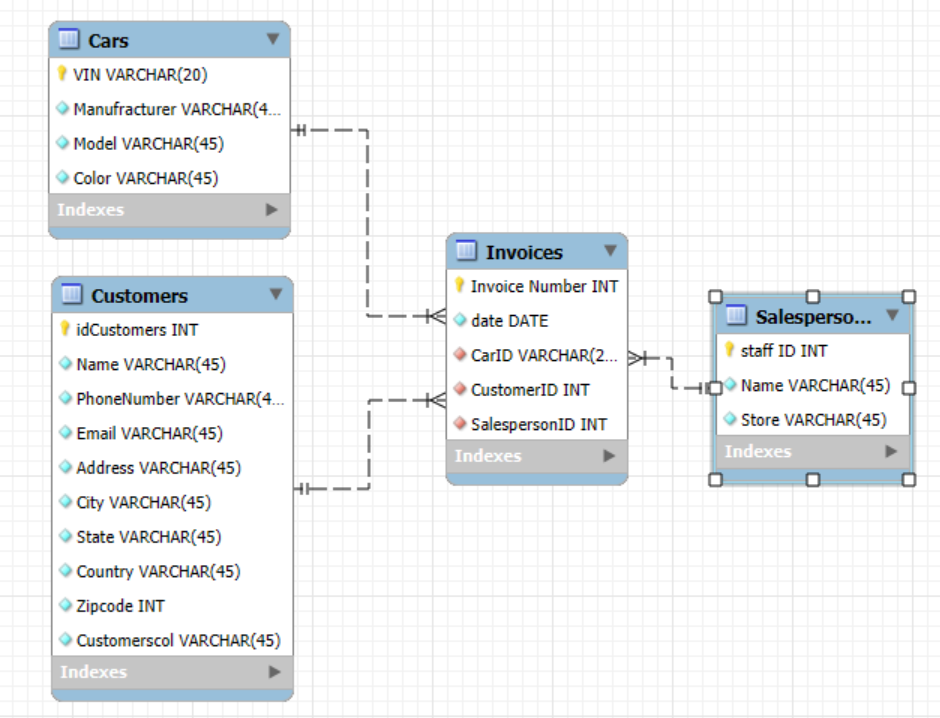 Cars
VIN VARCHAR(20)
Manufracturer VARCHAR(4...
Model VARCHAR(45)
Color VARCHAR(45)
Indexes
Customers
idCustomers INT
Name VARCHAR(45)
PhoneNumber VARCHAR(4...
Email VARCHAR(45)
Address VARCHAR(45)
City VARCHAR(45)
State VARCHAR(45)
Country VARCHAR(45)
Zipcode INT
Customerscol VARCHAR(45)
Indexes
Invoices
Invoice Number INT
date DATE
CarID VARCHAR(2...
CustomerID INT
SalespersonID INT
Indexes
Salesperso...
staff ID INT
Name VARCHAR(45)
Store VARCHAR(45)
Indexes